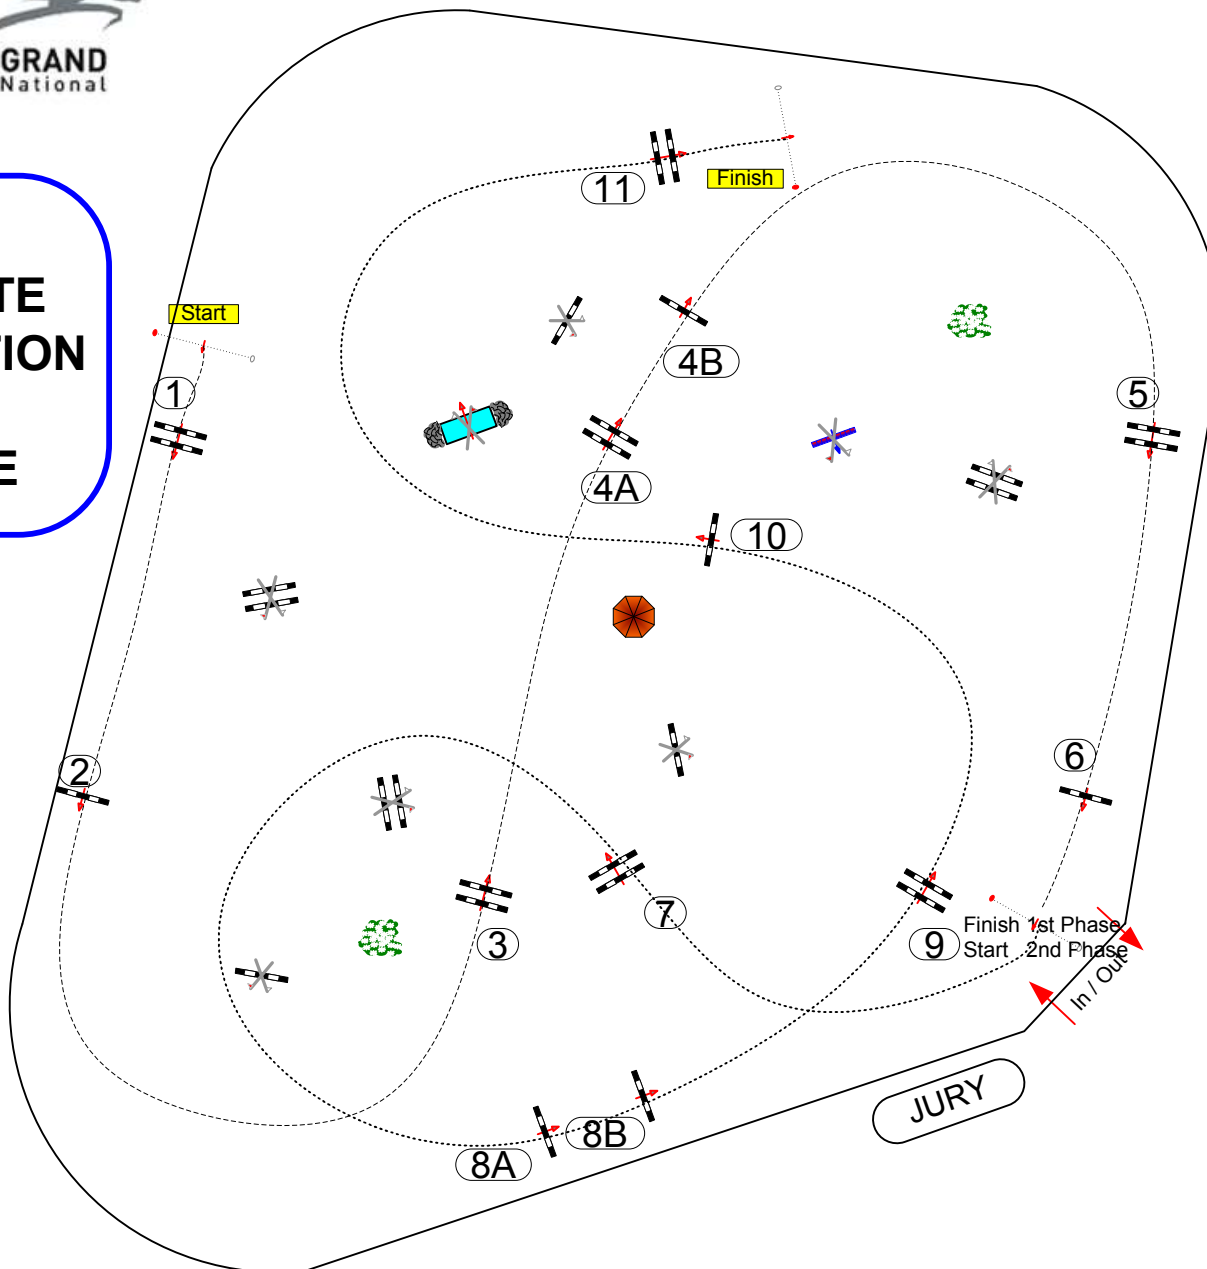 GRAND
National
11
Finish
TE
TION
E
Start
1
4B
5
4A
10
2
6
7
3
9
Finish 1st Phase
Start 2nd Phase
In / Out
JURY
8B
8A